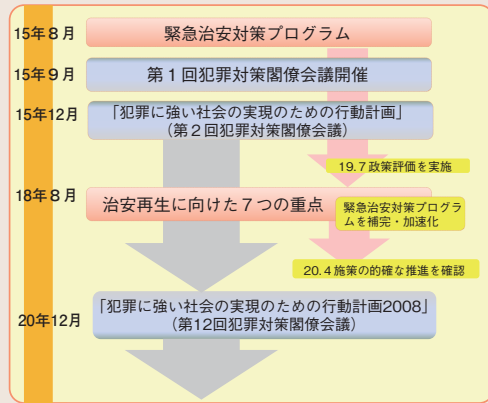 15年８月
緊急治安対策プログラム
15年９月
第１回犯罪対策閣僚会議開催
15年12月
「犯罪に強い社会の実現のための行動計画」
（第２回犯罪対策閣僚会議）
19.7 政策評価を実施
18年８月
治安再生に向けた７つの重点
緊急治安対策プログラ
ムを補完・加速化
20.4 施策の的確な推進を確認
20年12月
「犯罪に強い社会の実現のための行動計画2008」
（第12回犯罪対策閣僚会議）